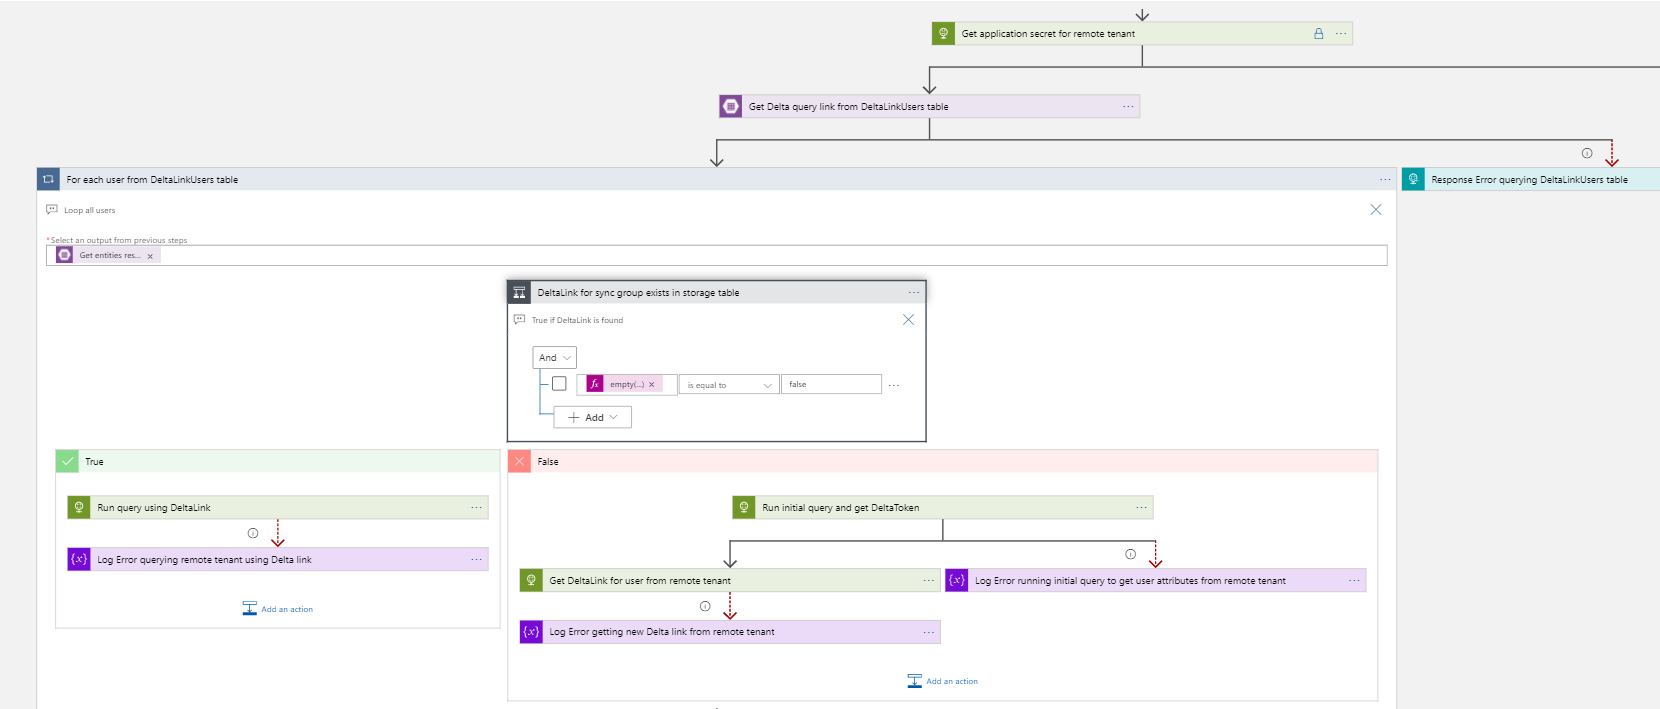 Get application secret for remote tenant
Get Delta query link from DeltaLinkUsers table
For each user from DeltaLinkUsers table
Response Error querying DeltaLinkUsers table
Loop all users
*Select an output from previous steps
Get entities res...
DeltaLink for sync group exists in storage table
True if DeltaLink is found
And
fx empty(...) is equal to false
Add
True
False
Run query using DeltaLink
Run initial query and get DeltaToken
{x} Log Error querying remote tenant using Delta link
Get DeltaLink for user from remote tenant
{x} Log Error running initial query to get user attributes from remote tenant
Add an action
{x} Log Error getting new Delta link from remote tenant
Add an action